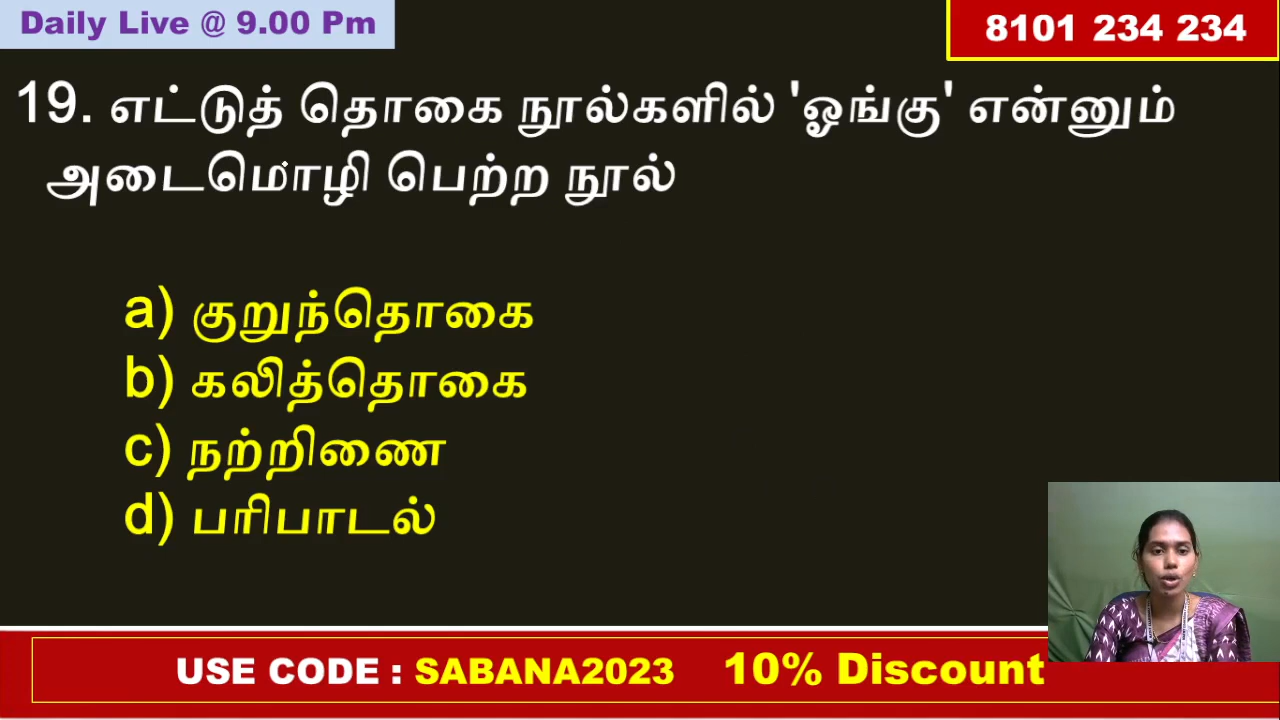 Daily Live @ 9.00 Pm
8101 234 234
19. எட்டுத் தொகை நூல்களில் 'ஓங்கு' என்னும்
அடைமொழி பெற்ற நூல்
a) குறுந்தொகை
b) கலித்தொகை
c) நற்றிணை
d) பரிபாடல்
USE CODE : SABANA2023 10% Discount